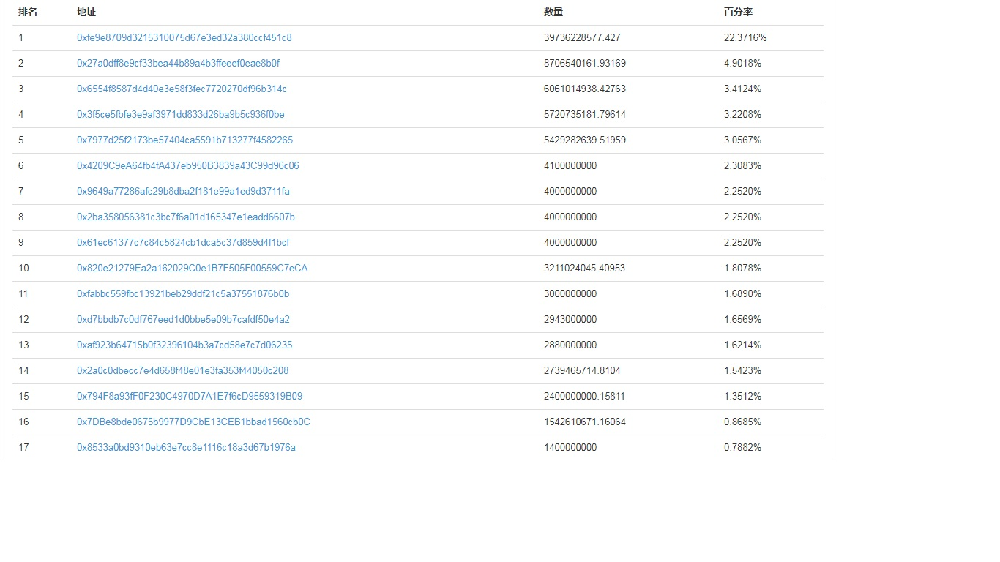 排名 地址 数量 百分率
1 0xfe9e8709d3215310075d67e3ed32a380ccf451c8 39736228577.427 22.3716%
2 0x27a0dff8e9cf33bea44b89a4b3ffeeef0eae8b0f 8706540161.93169 4.9018%
3 0x6554f8587d4d40e3e58f3fec7720270df96b314c 6061014938.42763 3.4124%
4 0x3f5ce5fbfe3e9af3971dd833d26ba9b5c936f0be 5720735181.79614 3.2208%
5 0x7977d25f2173be57404ca5591b713277f4582265 5429282639.51959 3.0567%
6 0x4209C9eA64fb4fA437eb950B3839a43C99d96c06 4100000000 2.3083%
7 0x9649a77286afc29b8dba2f181e99a1ed9d3711fa 4000000000 2.2520%
8 0x2ba358056381c3bc7f6a01d165347e1eadd6607b 4000000000 2.2520%
9 0x61ec61377c7c84c5824cb1dca5c37d859d4f1bcf 4000000000 2.2520%
10 0x820e21279Ea2a162029C0e1B7F505F00559C7eCA 3211024045.40953 1.8078%
11 0xfabbc559fbc13921beb29ddf21c5a37551876b0b 3000000000 1.6890%
12 0xd7bbdb7c0df767eed1d0bbe5e09b7cafdf50e4a2 2943000000 1.6569%
13 0xaf923b64715b0f32396104b3a7cd58e7c7d06235 2880000000 1.6214%
14 0x2a0c0dbecc7e4d658f48e01e3fa353f44050c208 2739465714.8104 1.5423%
15 0x794F8a93fF0F230C4970D7A1E7f6cD9559319B09 2400000000.15811 1.3512%
16 0x7DBe8bde0675b9977D9CbE13CEB1bbad1560cb0C 1542610671.16064 0.8685%
17 0x8533a0bd9310eb63e7cc8e1116c18a3d67b1976a 1400000000 0.7882%